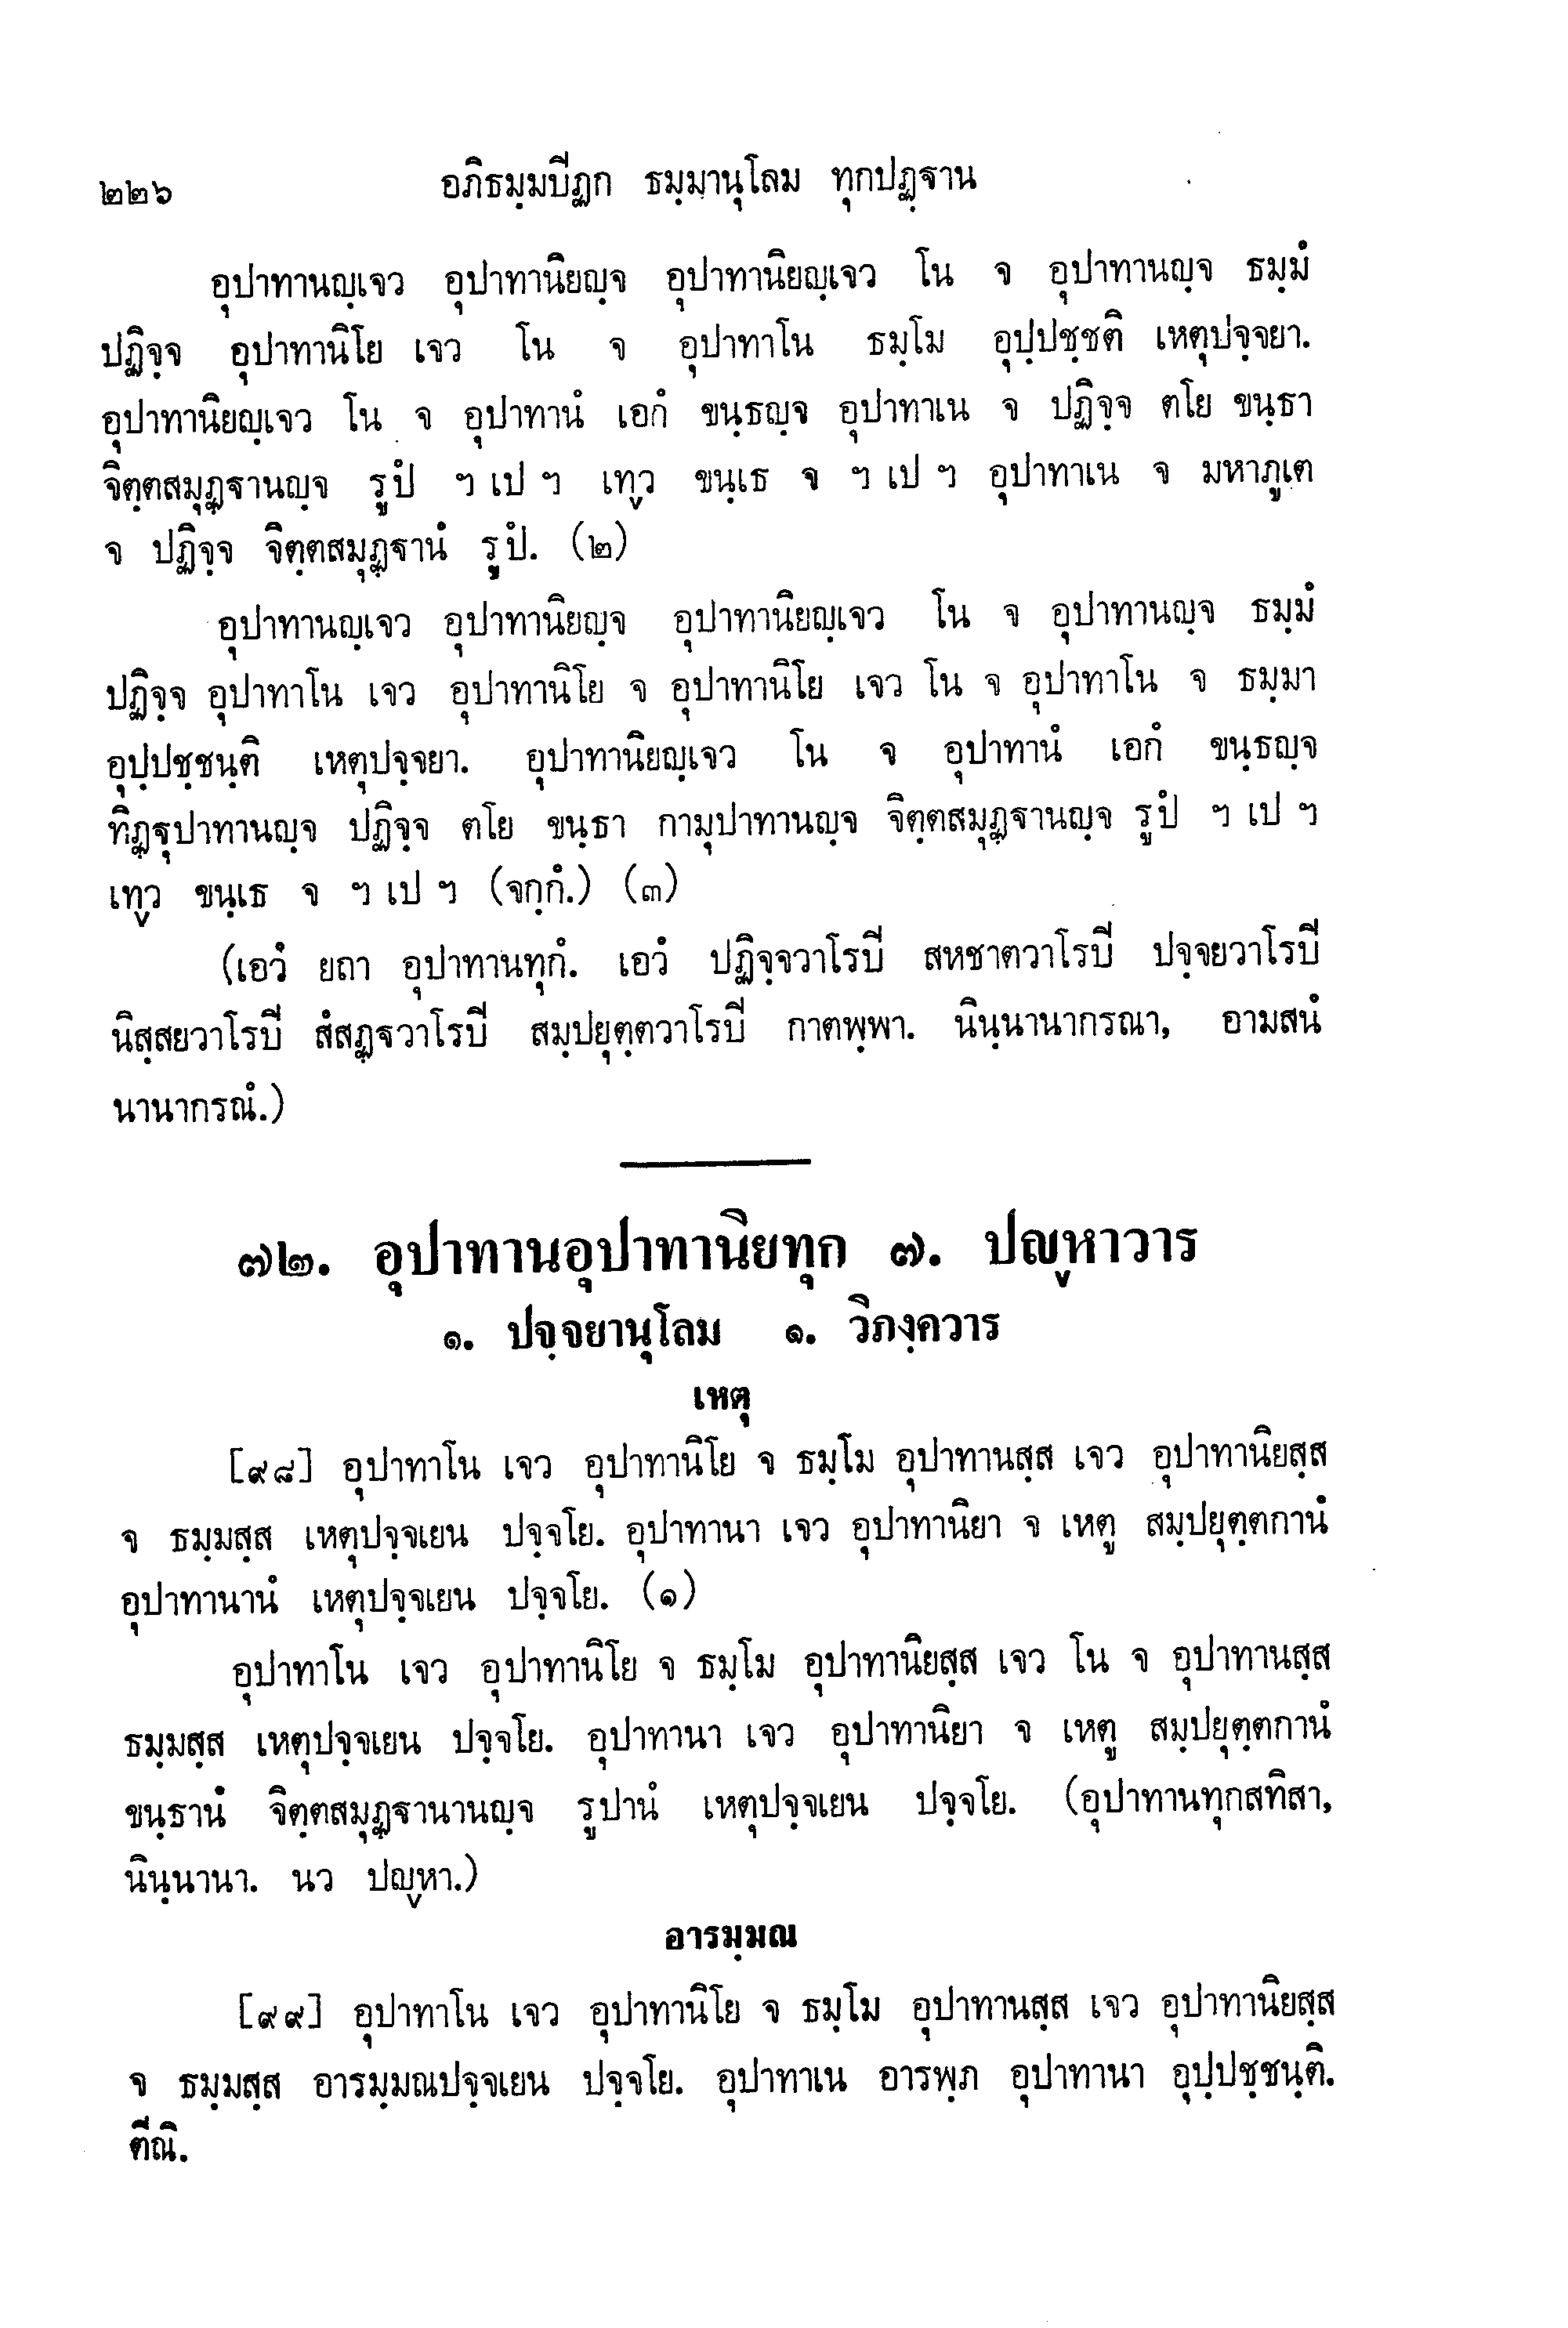 ๒๒๖ อภิธมฺมปีฏก ธมฺมานุโลม ทุกปฏฺฐาน
อุปาทานญฺเจว อุปาทานิยญฺจ อุปาทานิยญฺเจว โน จ อุปาทานญฺจ ธมฺมํ
ปฏิจฺจ อุปาทานิโย เจว โน จ อุปาทาโน ธมฺโม อุปฺปชฺชติ เหตุปจฺจยา.
อุปาทานิยญฺเจว โน จ อุปาทานํ เอกํ ขนฺธญฺจ อุปาทาเน จ ปฏิจฺจ ตโย ขนฺธา
จิตฺตสมุฏฺฐานญฺจ รูปํ ฯ เป ฯ เทฺว ขนฺเธ จ ฯ เป ฯ อุปาทาเน จ มหาภูเต
จ ปฏิจฺจ จิตฺตสมุฏฺฐานํ รูปํ. (๒)
อุปาทานญฺเจว อุปาทานิยญฺจ อุปาทานิยญฺเจว โน จ อุปาทานญฺจ ธมฺมํ
ปฏิจฺจ อุปาทาโน เจว อุปาทานิโย จ อุปาทานิโย เจว โน จ อุปาทาโน จ ธมฺมา
อุปฺปชฺชนฺติ เหตุปจฺจยา. อุปาทานิยญฺเจว โน จ อุปาทานํ เอกํ ขนฺธญฺจ
ทิฏฺฐุปาทานญฺจ ปฏิจฺจ ตโย ขนฺธา กามุปาทานญฺจ จิตฺตสมุฏฺฐานญฺจ รูปํ ฯ เป ฯ
เทฺว ขนฺเธ จ ฯ เป ฯ (จกฺกํ.) (๓)
(เอวํ ยถา อุปาทานทุกํ. เอวํ ปฏิจฺจวาโรปี สหชาตวาโรปี ปจฺจยวาโรปี
นิสฺสยวาโรปี สํสฏฺฐวาโรปี สมฺปยุตฺตวาโรปี กาตพฺพา. นินฺนานากรณา, อามสนํ
นานากรณํ.)
๗๒. อุปาทานอุปาทานิยทุก ๗. ปญฺหาวาร
๑. ปจฺจยานุโลม ๑. วิภงฺควาร
เหตุ
[๙๘] อุปาทาโน เจว อุปาทานิโย จ ธมฺโม อุปาทานสฺส เจว อุปาทานิยสฺส
จ ธมฺมสฺส เหตุปจฺจเยน ปจฺจโย. อุปาทานา เจว อุปาทานิยา จ เหตู สมฺปยุตฺตกานํ
อุปาทานานํ เหตุปจฺจเยน ปจฺจโย. (๑)
อุปาทาโน เจว อุปาทานิโย จ ธมฺโม อุปาทานิยสฺส เจว โน จ อุปาทานสฺส
ธมฺมสฺส เหตุปจฺจเยน ปจฺจโย. อุปาทานา เจว อุปาทานิยา จ เหตู สมฺปยุตฺตกานํ
ขนฺธานํ จิตฺตสมุฏฺฐานานญฺจ รูปานํ เหตุปจฺจเยน ปจฺจโย. (อุปาทานทุกสทิสา,
นินฺนานา. นว ปญฺหา.)
อารมฺมณ
[๙๙] อุปาทาโน เจว อุปาทานิโย จ ธมฺโม อุปาทานสฺส เจว อุปาทานิยสฺส
จ ธมฺมสฺส อารมฺมณปจฺจเยน ปจฺจโย. อุปาทาเน อารพฺภ อุปาทานา อุปฺปชฺชนฺติ.
ตีณิ.